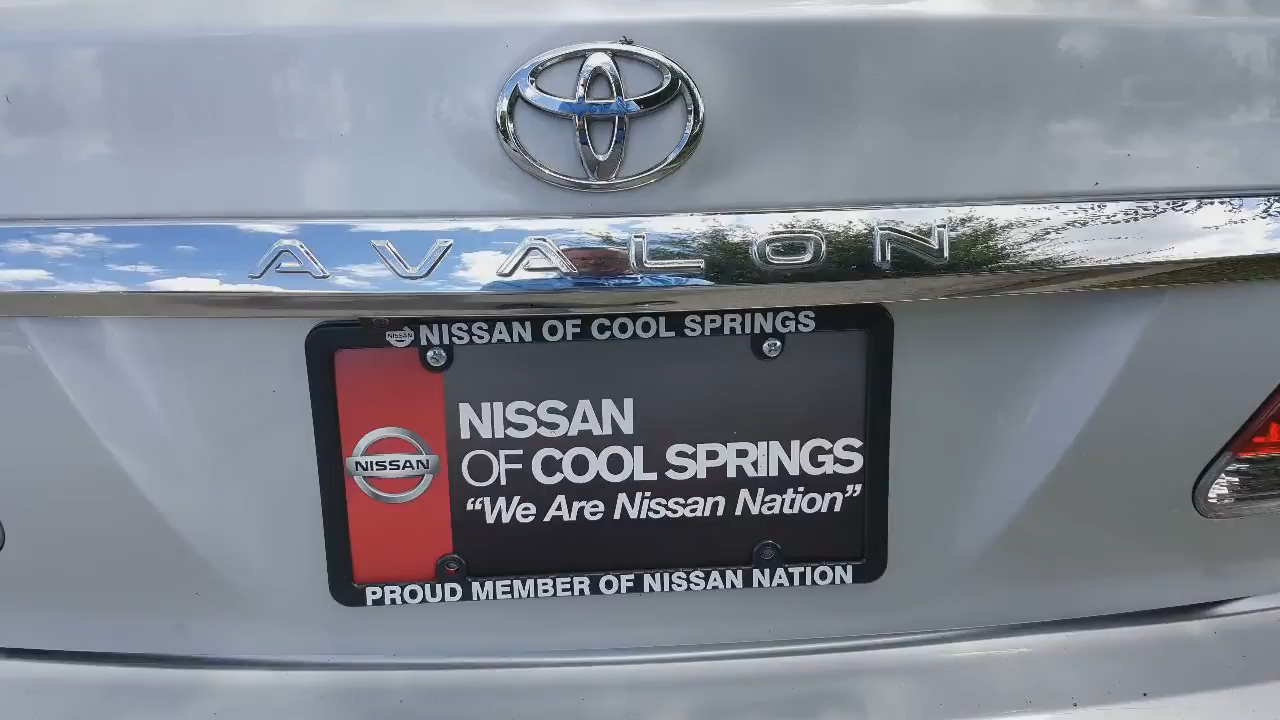 AVALON
NISSAN NISSAN OF COOL SPRINGS
NISSAN
OF COOL SPRINGS
"We Are Nissan Nation"
NISSAN
PROUD MEMBER OF NISSAN NATION